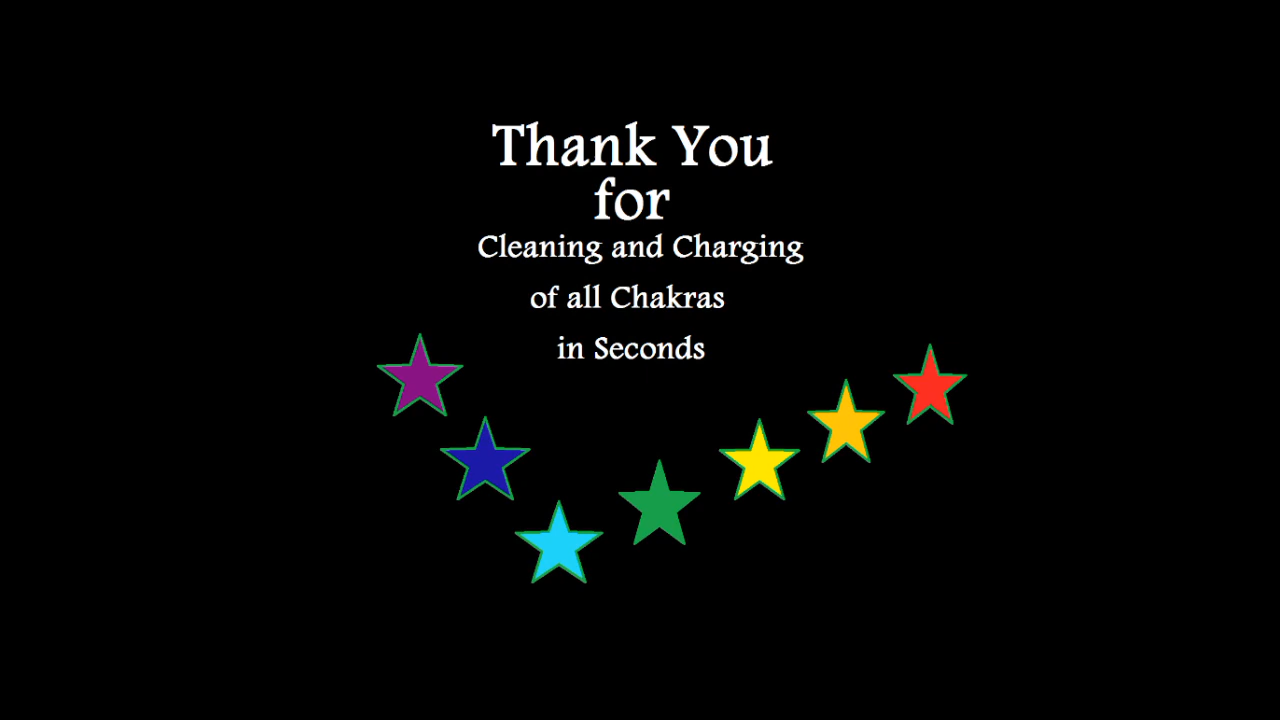 Thank You
for
Cleaning and Charging
of all Chakras
in Seconds